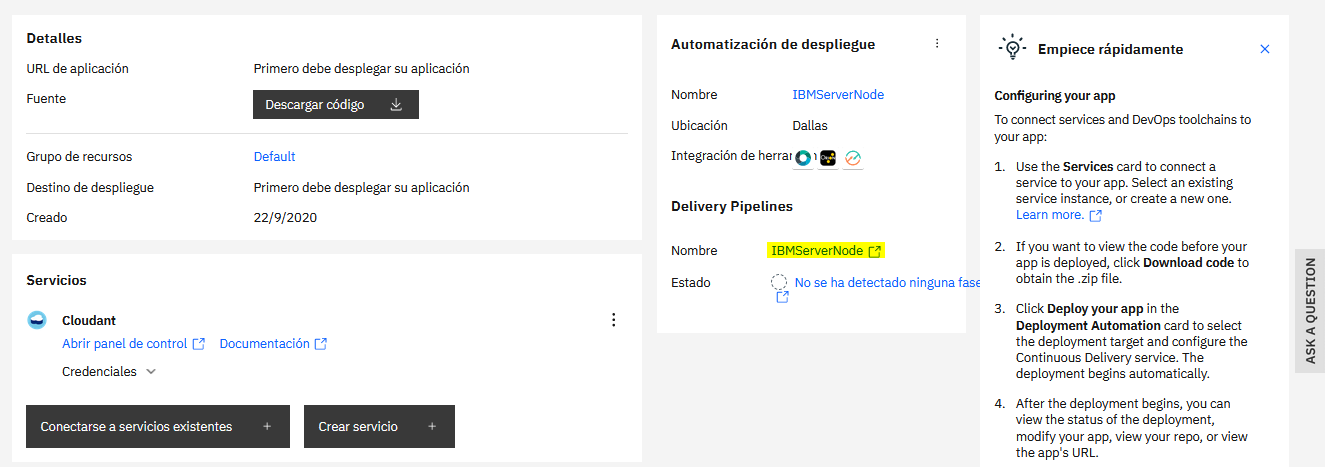 Detalles
URL de aplicación Primero debe desplegar su aplicación
Fuente Descargar código
Grupo de recursos Default
Destino de despliegue Primero debe desplegar su aplicación
Creado 22/9/2020
Servicios
Cloudant
Abrir panel de control Documentación
Credenciales
Conectarse a servicios existentes + Crear servicio +
Automatización de despliegue
Nombre IBMServerNode
Ubicación Dallas
Integración de
Delivery Pipelines
Nombre IBMServerNode
Estado No se ha detectado ninguna fase
Empiece rápidamente
Configuring your app
To connect services and DevOps toolchains to
your app:
1. Use the Services card to connect a
service to your app. Select an existing
service instance, or create a new one.
Learn more.
2. If you want to view the code before your
app is deployed, click Download code to
obtain the .zip file.
3. Click Deploy your app in the
Deployment Automation card to select
the deployment target and configure the
Continuous Delivery service. The
deployment begins automatically.
4. After the deployment begins, you can
view the status of the deployment,
modify your app, view your repo, or view
the app's URL.
ASK A QUESTION